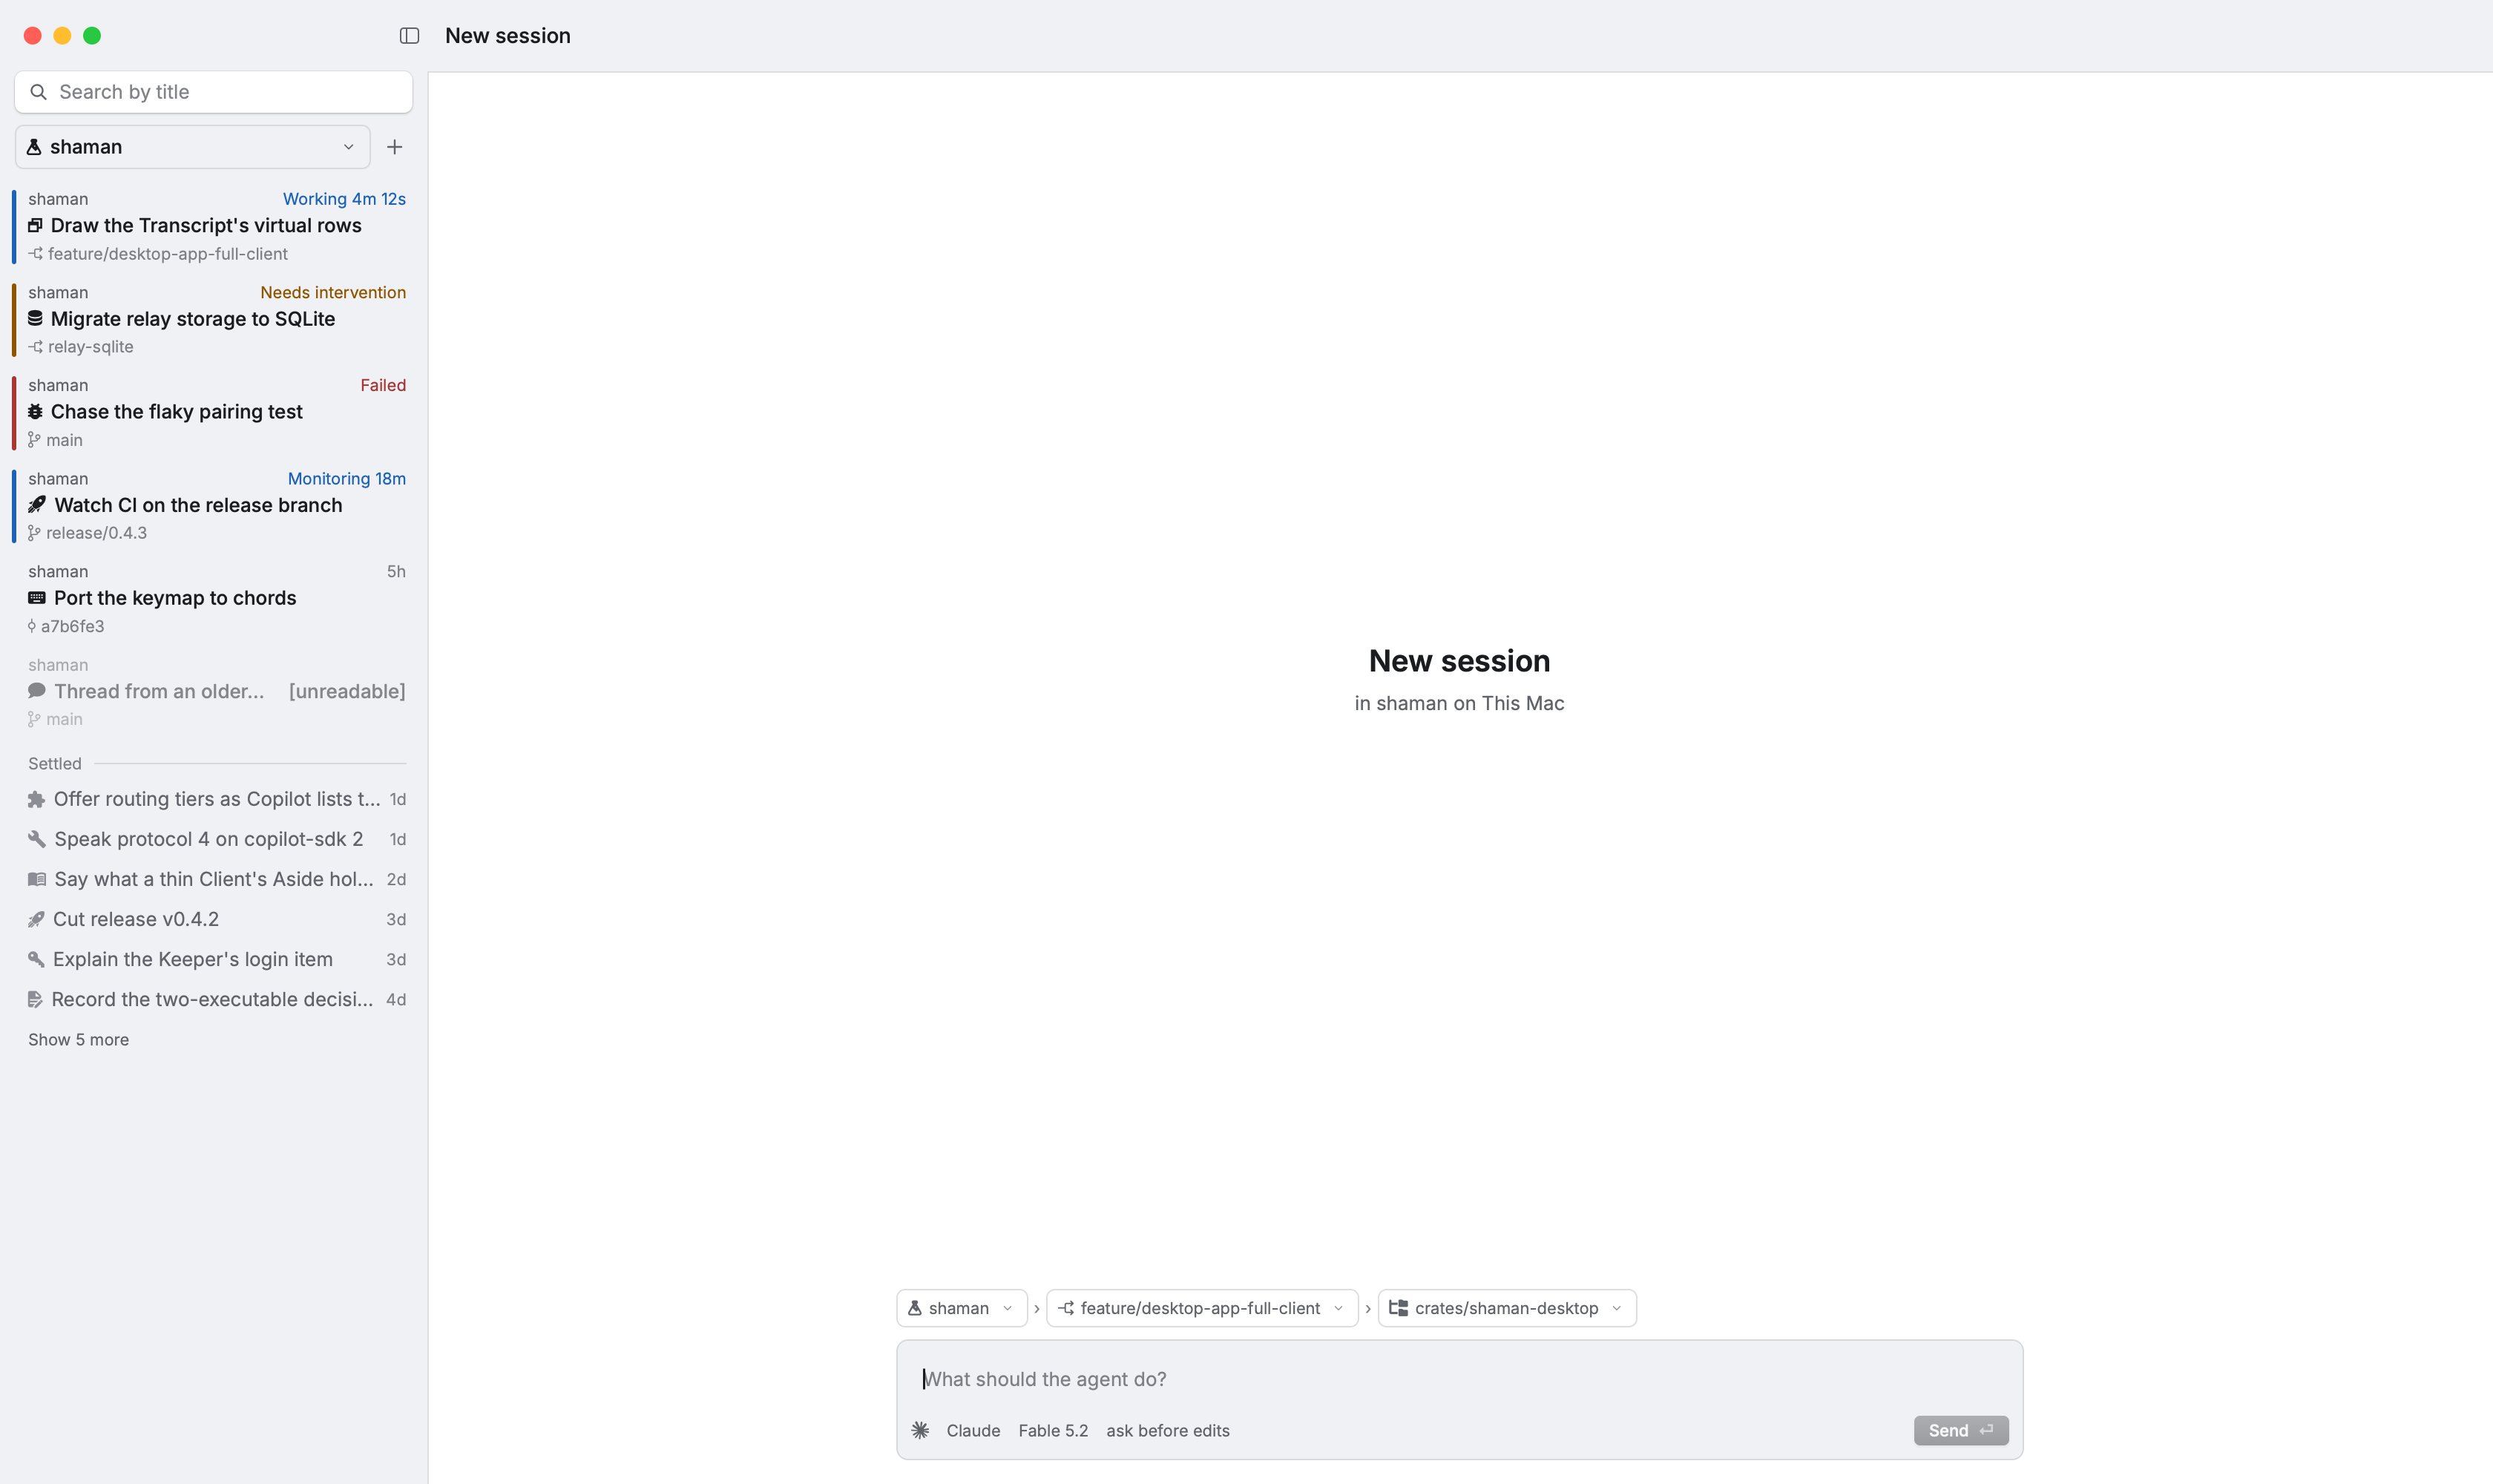 New session
Search by title
shaman
shaman Working 4m 12s
Draw the Transcript's virtual rows
feature/desktop-app-full-client
shaman Needs intervention
Migrate relay storage to SQLite
relay-sqlite
shaman Failed
Chase the flaky pairing test
main
shaman Monitoring 18m
Watch CI on the release branch
release/0.4.3
shaman 5h
Port the keymap to chords
a7b6fe3
shaman
Thread from an older... [unreadable]
main
Settled
Offer routing tiers as Copilot lists t... 1d
Speak protocol 4 on copilot-sdk 2 1d
Say what a thin Client's Aside hol... 2d
Cut release v0.4.2 3d
Explain the Keeper's login item 3d
Record the two-executable decisi... 4d
Show 5 more
New session
in shaman on This Mac
shaman › feature/desktop-app-full-client › crates/shaman-desktop
What should the agent do?
Claude Fable 5.2 ask before edits Send